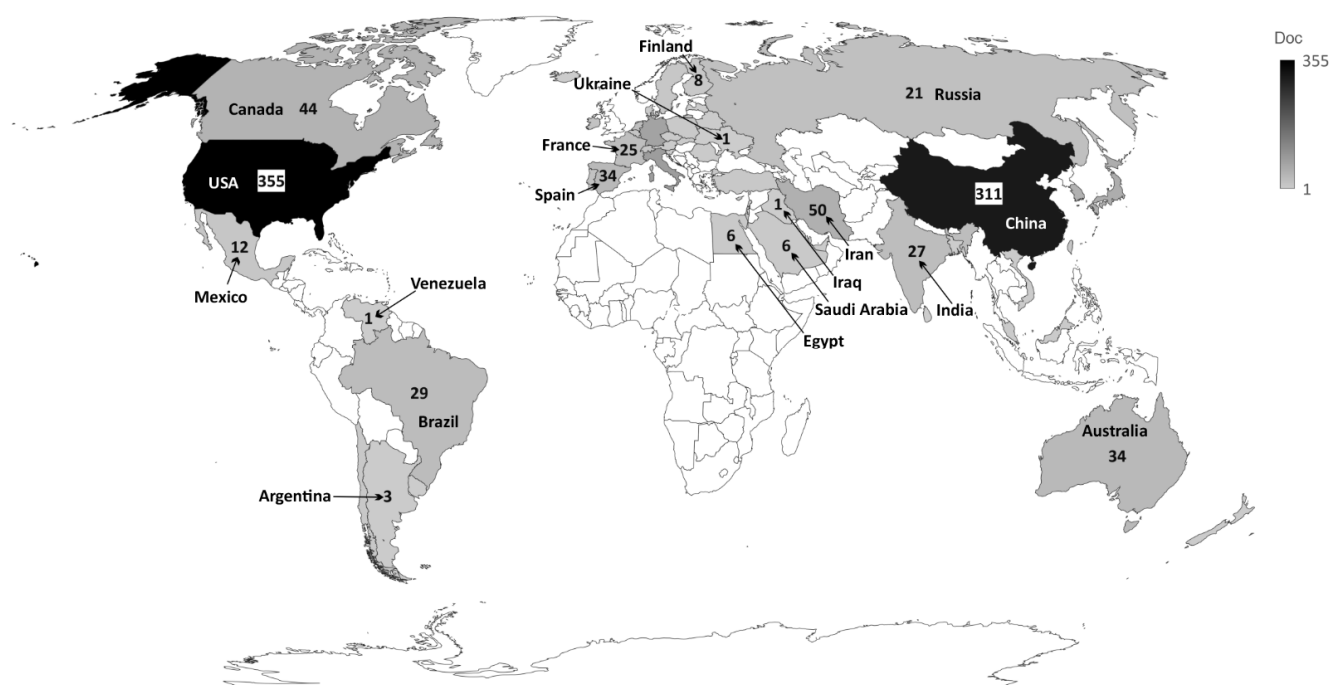 Doc
355
1
Finland
8
Ukraine
1
21 Russia
Canada 44
France
25
USA 355
34
Spain
1
50
311
China
12
Mexico
6
6
Iran
27
Iraq
Venezuela
1
Saudi Arabia
India
Egypt
29
Brazil
Australia
34
Argentina
3